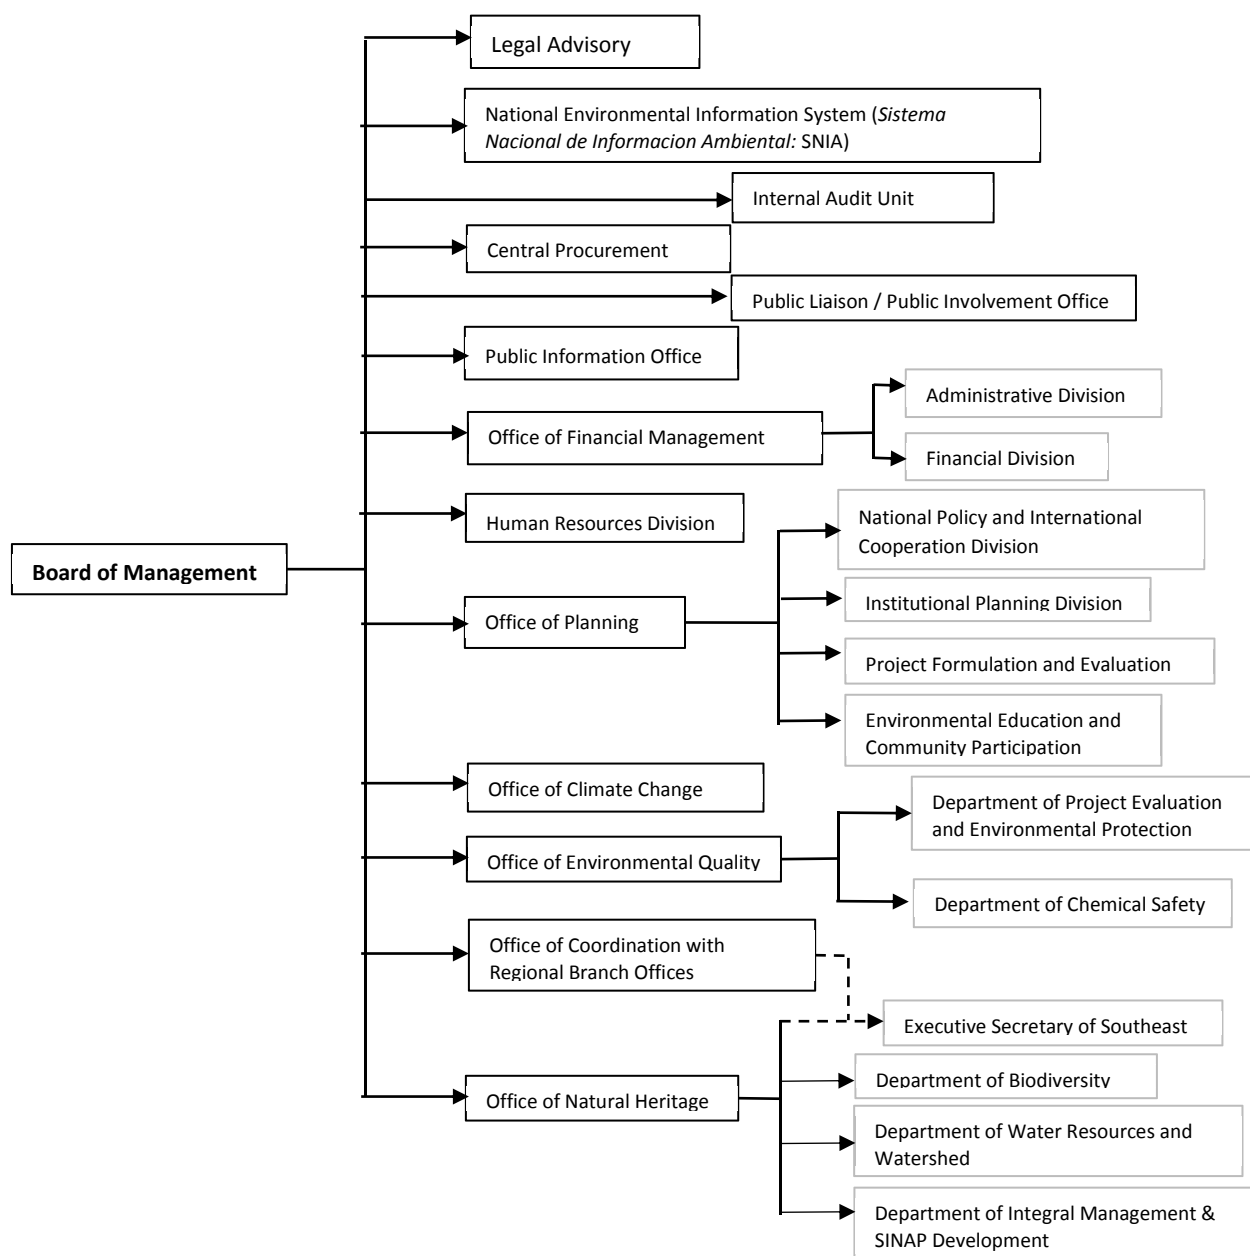 Legal Advisory
National Environmental Information System (Sistema
Nacional de Informacion Ambiental: SNIA)
Internal Audit Unit
Central Procurement
Public Liaison / Public Involvement Office
Public Information Office
Office of Financial Management
Administrative Division
Financial Division
Human Resources Division
Board of Management
Office of Planning
National Policy and International
Cooperation Division
Institutional Planning Division
Project Formulation and Evaluation
Environmental Education and
Community Participation
Office of Climate Change
Office of Environmental Quality
Department of Project Evaluation
and Environmental Protection
Department of Chemical Safety
Office of Coordination with
Regional Branch Offices
Executive Secretary of Southeast
Office of Natural Heritage
Department of Biodiversity
Department of Water Resources and
Watershed
Department of Integral Management &
SINAP Development